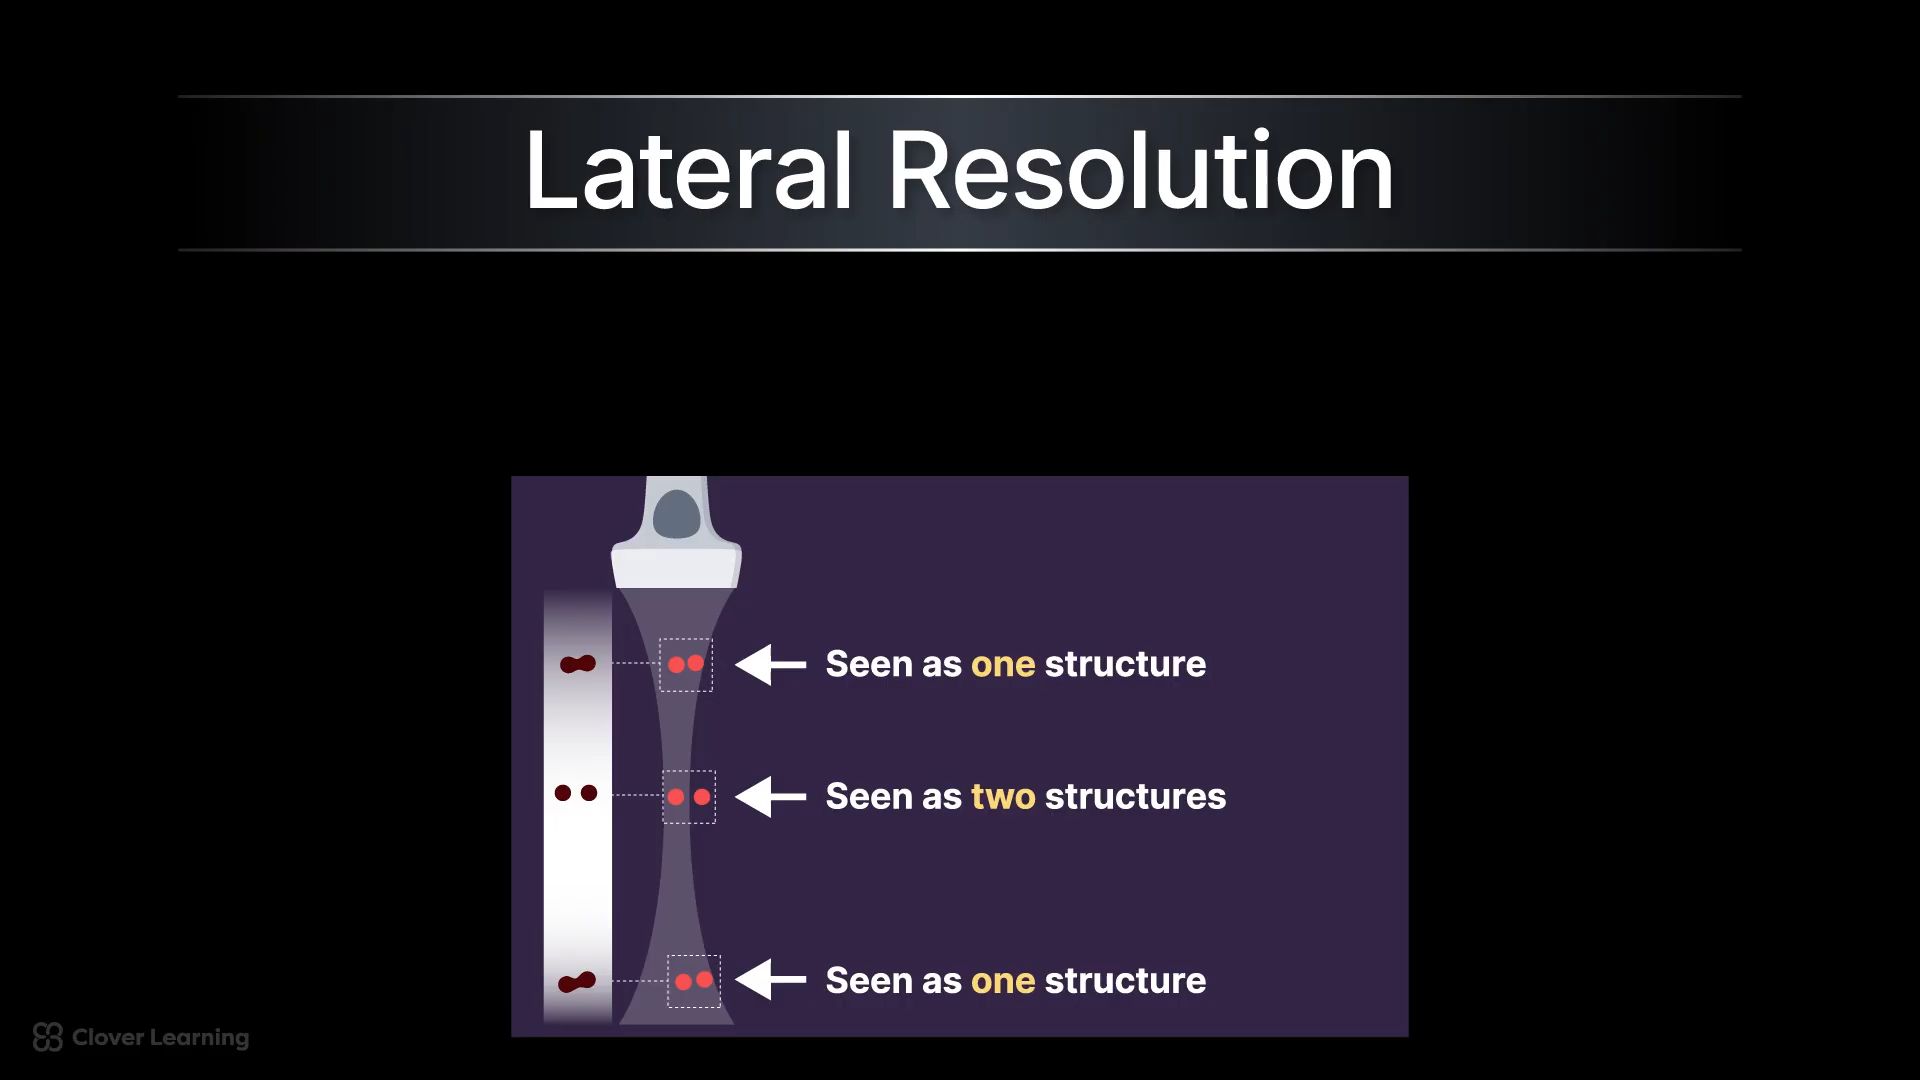 Lateral Resolution
Seen as one structure
Seen as two structures
Seen as one structure
Clover Learning